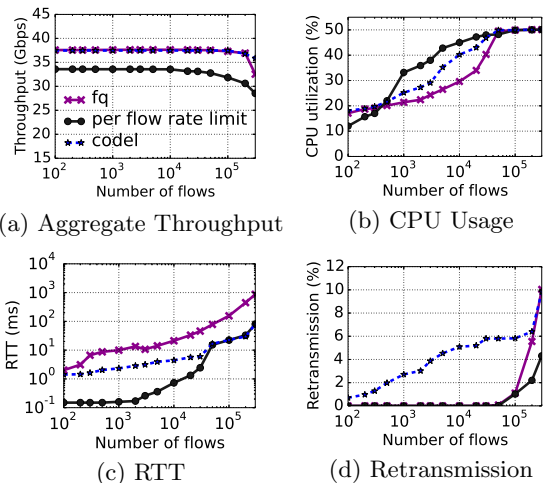 45
40
35
30
25
20
15
Throughput (Gbps)
fq
per flow rate limit
codel
10^2 10^3 10^4 10^5
Number of flows
(a) Aggregate Throughput
60
50
40
30
20
10
0
CPU utilization (%)
10^2 10^3 10^4 10^5
Number of flows
(b) CPU Usage
10^4
10^3
10^2
10^1
10^0
10^-1
RTT (ms)
10^2 10^3 10^4 10^5
Number of flows
(c) RTT
12
10
8
6
4
2
0
Retransmission (%)
10^2 10^3 10^4 10^5
Number of flows
(d) Retransmission